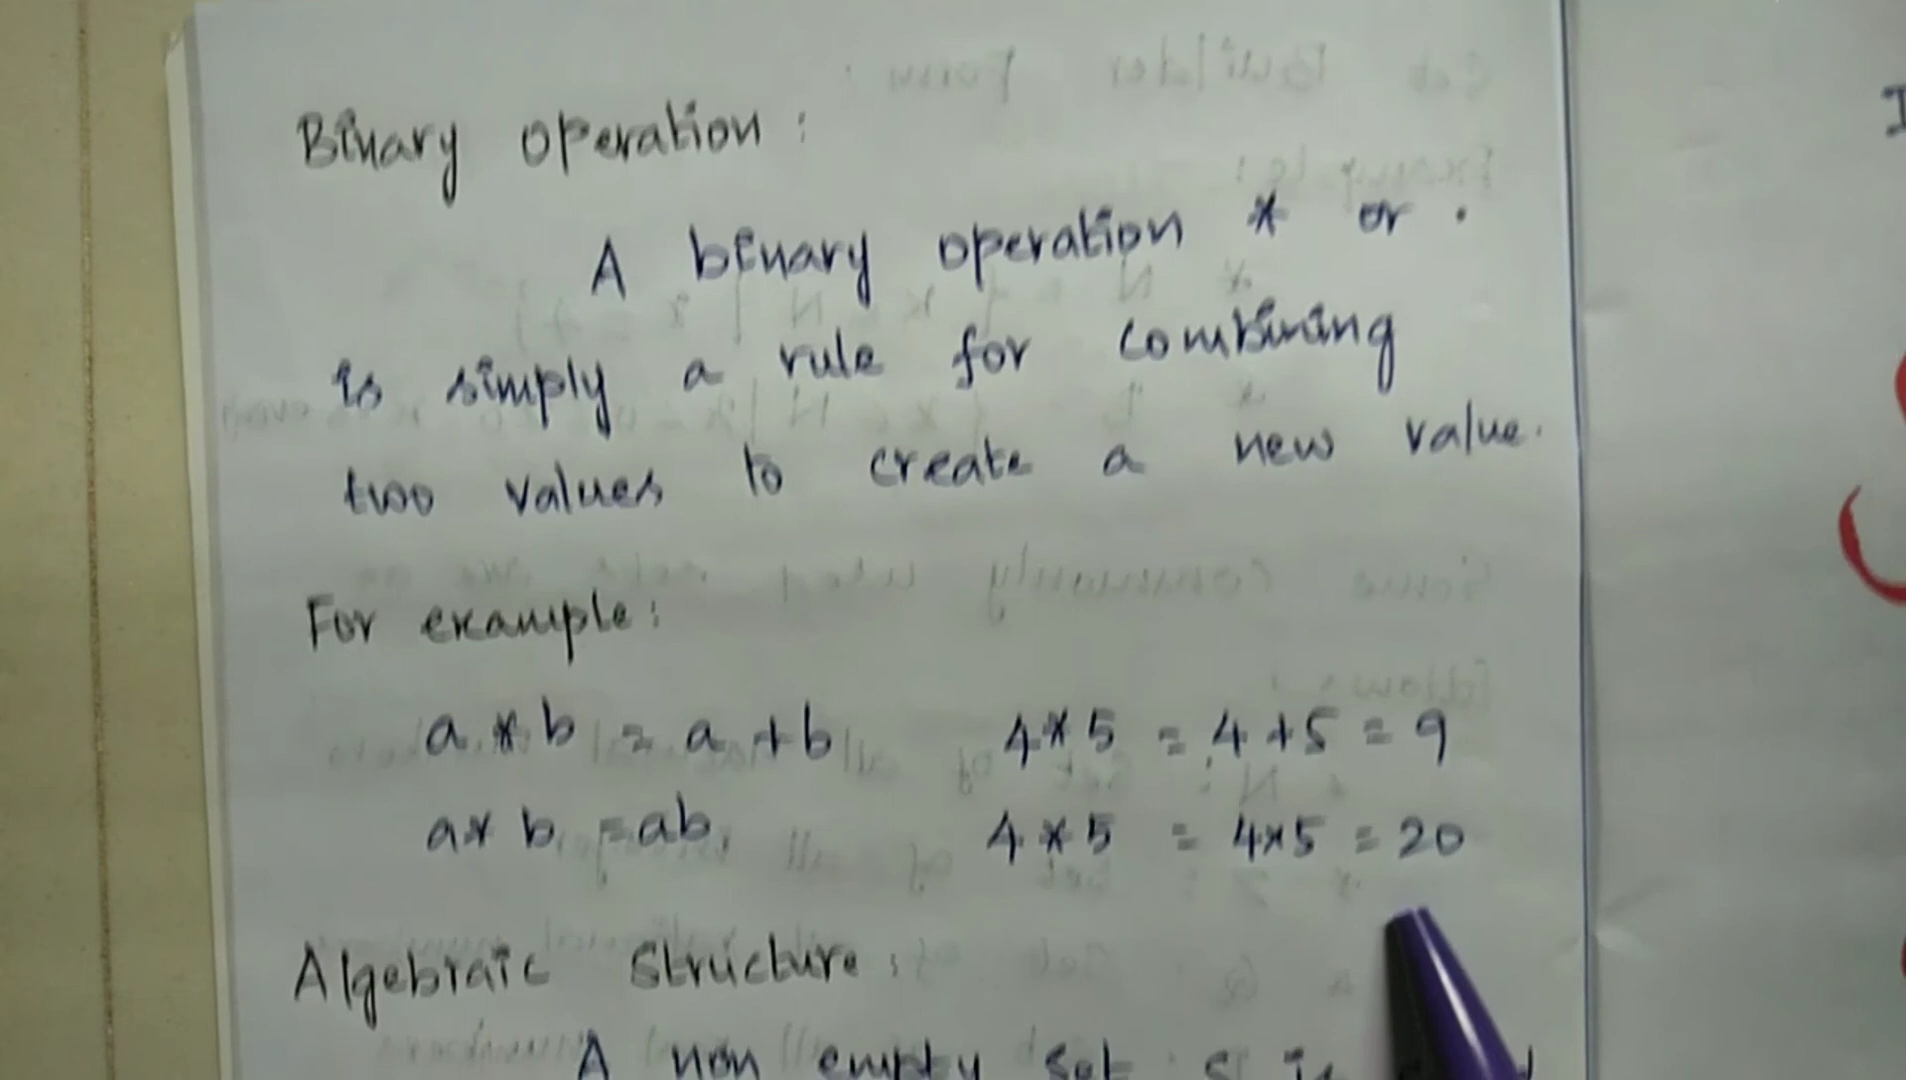 Binary operation:
A binary operation * or .
is simply a rule for combining
two values to create a new value.
For example:
a * b = a + b 4 * 5 = 4 + 5 = 9
a * b = ab, 4 * 5 = 4 × 5 = 20
Algebraic Structure:
A non empty set S is